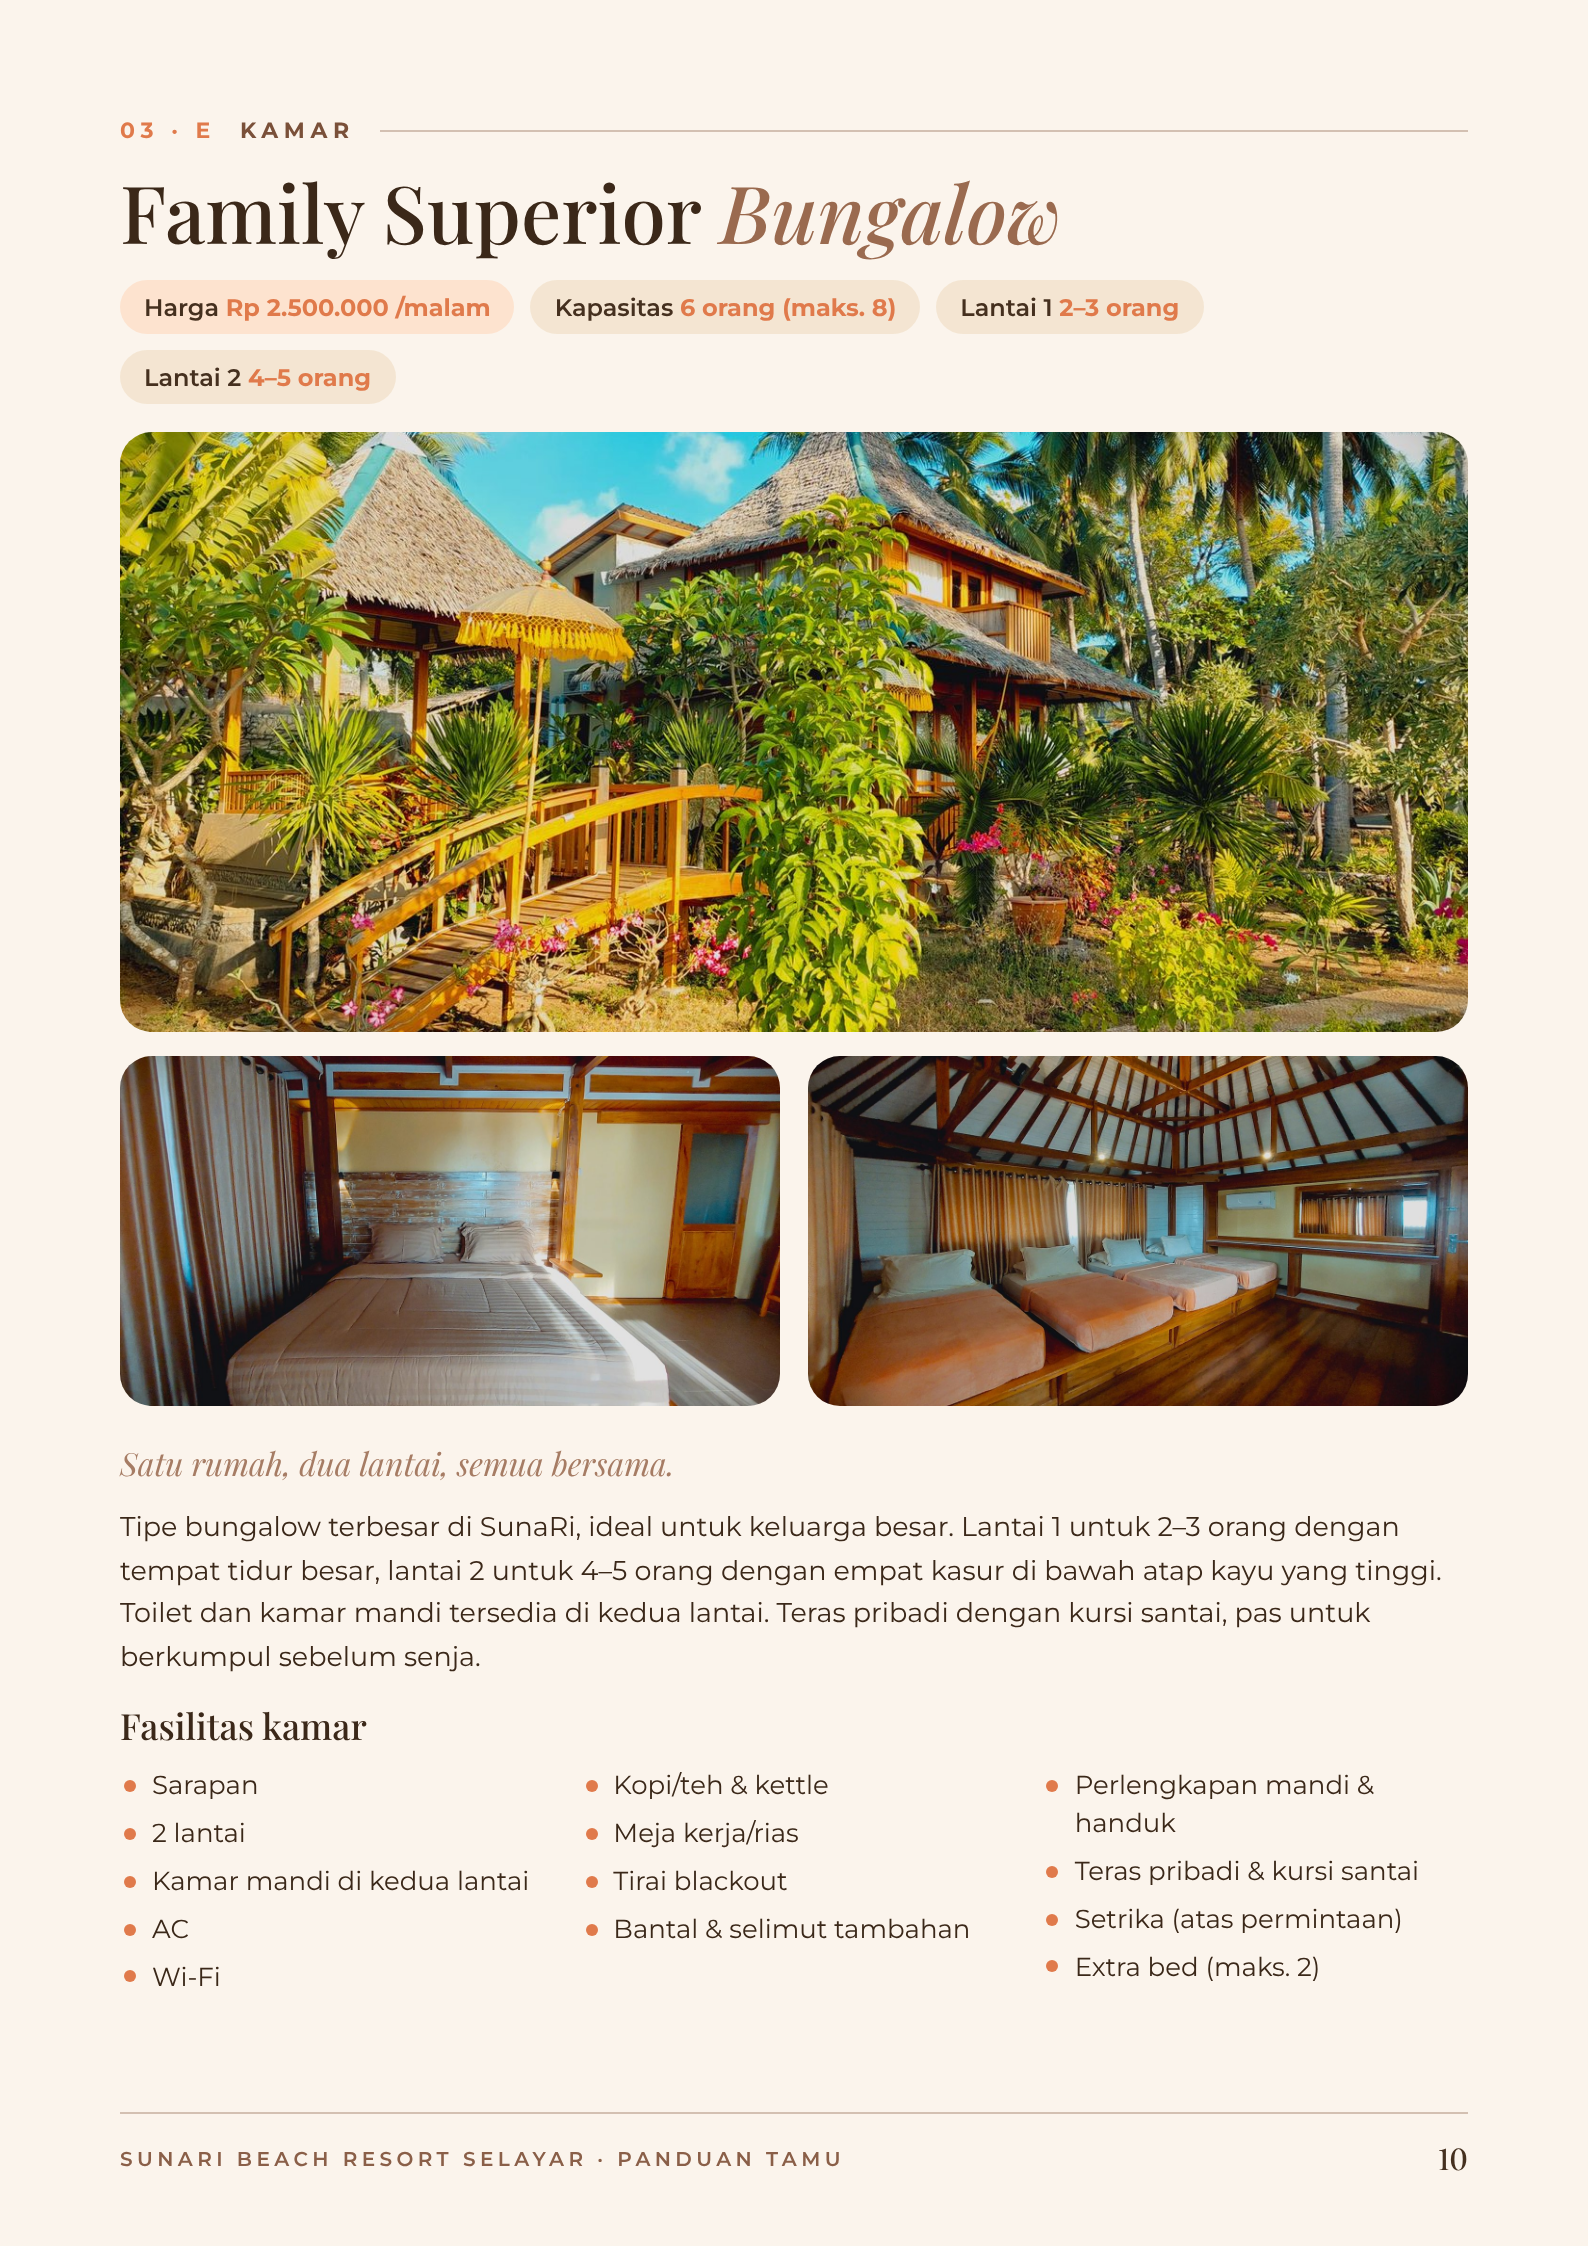 03 · E KAMAR
Family Superior Bungalow
Harga Rp 2.500.000 /malam
Kapasitas 6 orang (maks. 8)
Lantai 1 2–3 orang
Lantai 2 4–5 orang
Satu rumah, dua lantai, semua bersama.
Tipe bungalow terbesar di SunaRi, ideal untuk keluarga besar. Lantai 1 untuk 2–3 orang dengan
tempat tidur besar, lantai 2 untuk 4–5 orang dengan empat kasur di bawah atap kayu yang tinggi.
Toilet dan kamar mandi tersedia di kedua lantai. Teras pribadi dengan kursi santai, pas untuk
berkumpul sebelum senja.
Fasilitas kamar
Sarapan
2 lantai
Kamar mandi di kedua lantai
AC
Wi-Fi
Kopi/teh & kettle
Meja kerja/rias
Tirai blackout
Bantal & selimut tambahan
Perlengkapan mandi &
handuk
Teras pribadi & kursi santai
Setrika (atas permintaan)
Extra bed (maks. 2)
SUNARI BEACH RESORT SELAYAR · PANDUAN TAMU
10